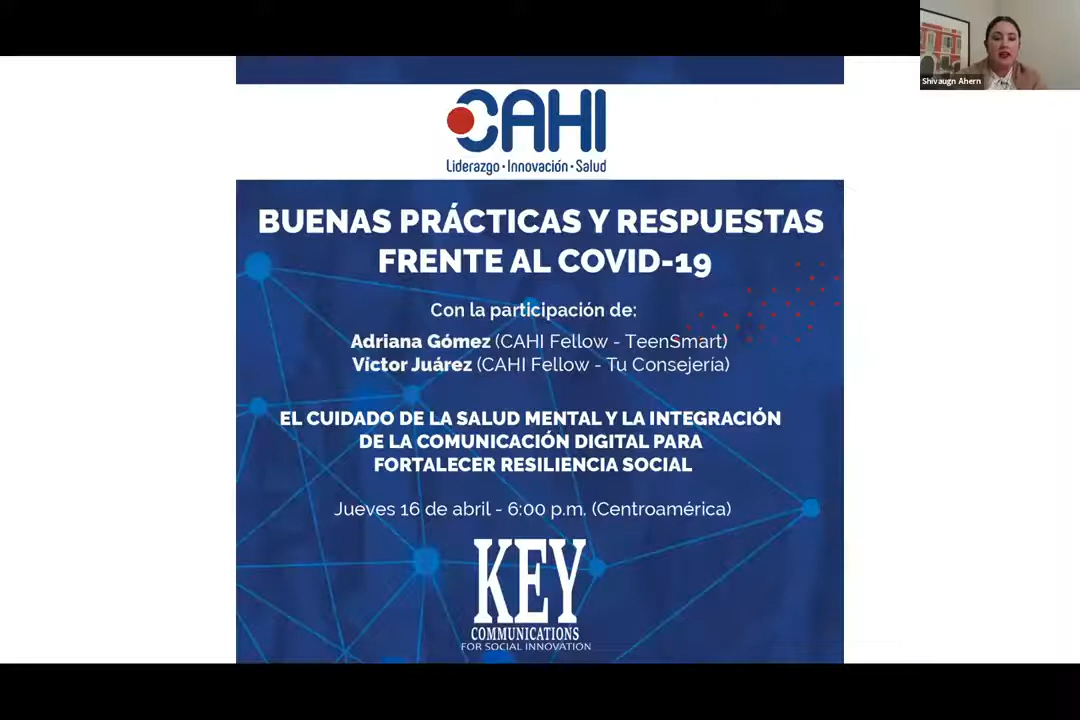 Shivaugn Ahern
CAHI
Liderazgo·Innovación·Salud
BUENAS PRÁCTICAS Y RESPUESTAS
FRENTE AL COVID-19
Con la participación de:
Adriana Gómez (CAHI Fellow - TeenSmart)
Víctor Juárez (CAHI Fellow - Tu Consejería)
EL CUIDADO DE LA SALUD MENTAL Y LA INTEGRACIÓN
DE LA COMUNICACIÓN DIGITAL PARA
FORTALECER RESILIENCIA SOCIAL
Jueves 16 de abril - 6:00 p.m. (Centroamérica)
KEY
COMMUNICATIONS
FOR SOCIAL INNOVATION